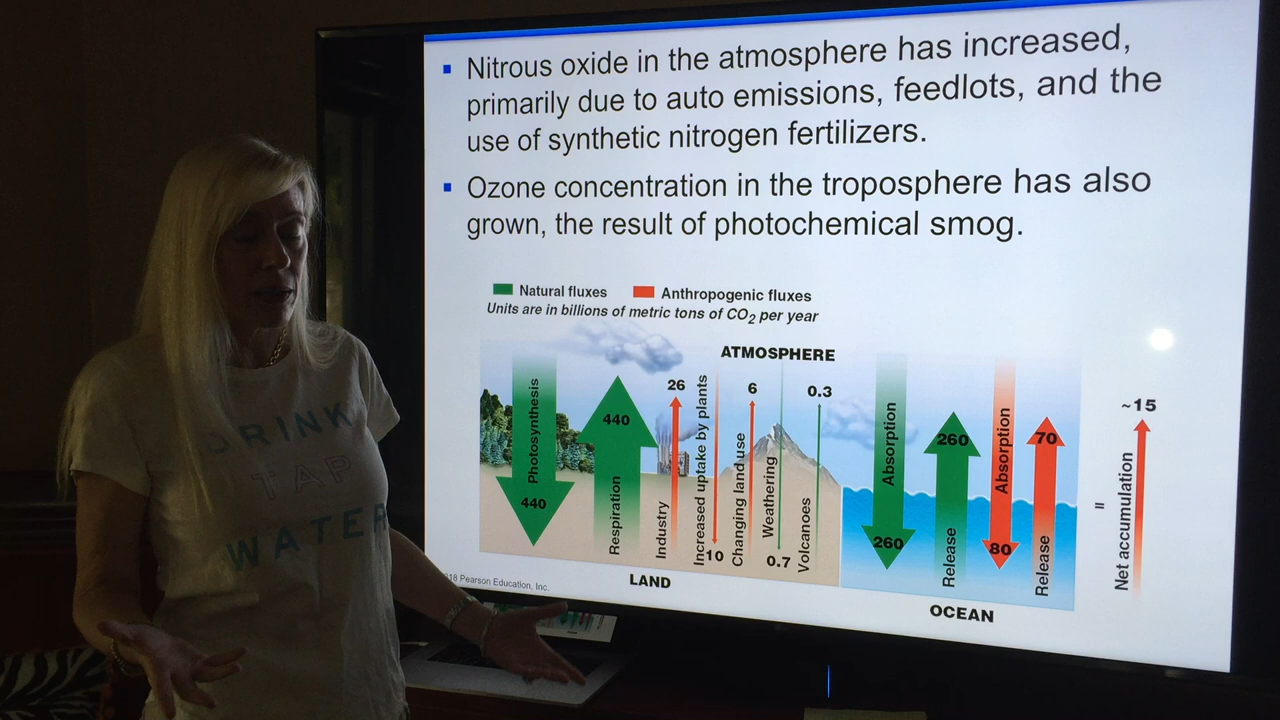 Nitrous oxide in the atmosphere has increased,
primarily due to auto emissions, feedlots, and the
use of synthetic nitrogen fertilizers.
Ozone concentration in the troposphere has also
grown, the result of photochemical smog.
Natural fluxes
Anthropogenic fluxes
Units are in billions of metric tons of CO2 per year
ATMOSPHERE
Photosynthesis
440
440
Respiration
26
Industry
Increased uptake by plants
10
6
Changing land use
Weathering
0.7
0.3
Volcanoes
LAND
Absorption
260
260
Release
Absorption
80
70
Release
OCEAN
=
~15
Net accumulation
18 Pearson Education, Inc.
DRINK
TAP
WATER